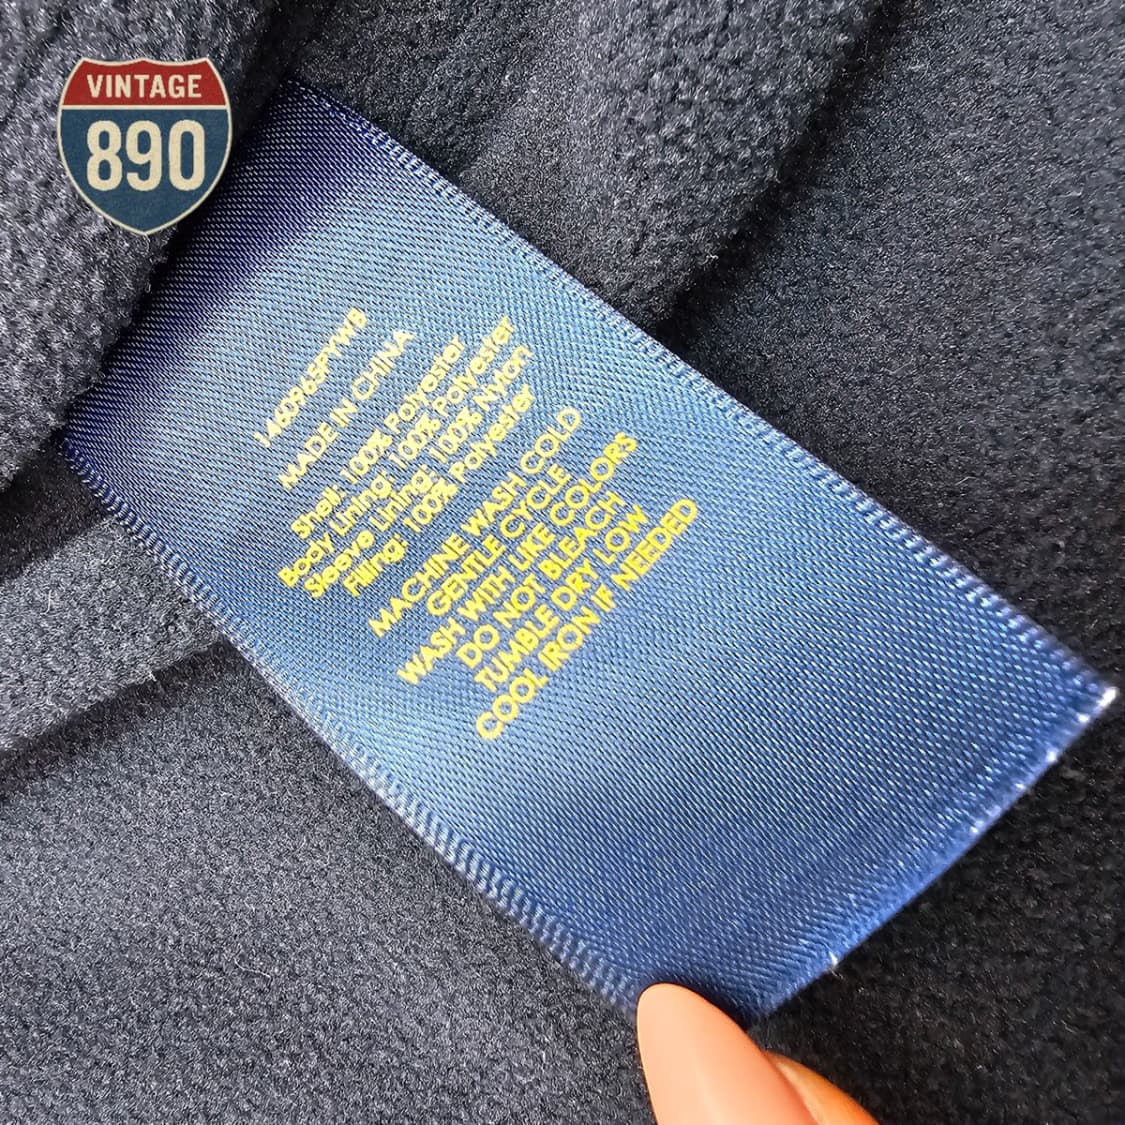 VINTAGE
890
MADE IN CHINA
Shell: 100% Polyester
Body Lining: 100% Polyester
Sleeve Lining: 100% Nylon
Filling: 100% Polyester
MACHINE WASH COLD
GENTLE CYCLE
WASH WITH LIKE COLORS
DO NOT BLEACH
TUMBLE DRY LOW
COOL IRON IF NEEDED